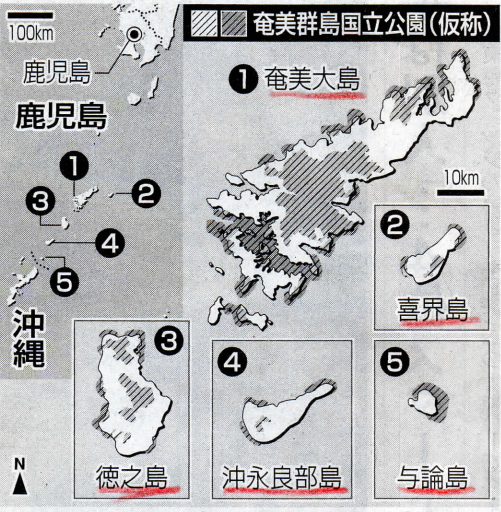 奄美群島国立公園(仮称)
100km
鹿児島
鹿児島
1
2
3
4
5
沖縄
N
1 奄美大島
10km
2
喜界島
3
徳之島
4
沖永良部島
5
与論島